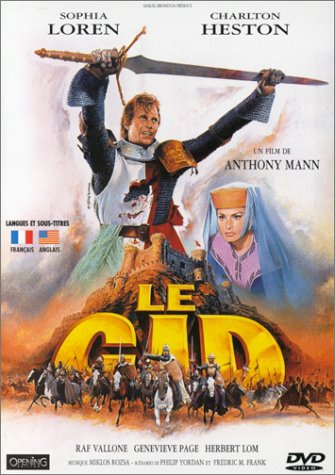 SAMUEL BRONSTON PRÉSENTE
SOPHIA
LOREN
CHARLTON
HESTON
UN FILM DE
ANTHONY MANN
LANGUES ET SOUS-TITRES
FRANÇAIS ANGLAIS
LE
CID
RAF VALLONE GENEVIEVE PAGE HERBERT LOM
MUSIQUE MIKLOS ROZSA - SCÉNARIO DE PHILIP YORDAN ET FREDRIC M. FRANK
OPENING
DVD
VIDEO